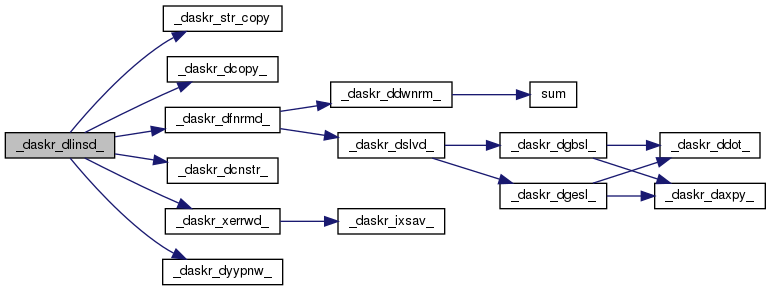 _daskr_str_copy
_daskr_dcopy_
_daskr_ddwnrm_
sum
_daskr_dfnrmd_
_daskr_dlinsd_
_daskr_dslvd_
_daskr_dgbsl_
_daskr_ddot_
_daskr_dcnstr_
_daskr_dgesl_
_daskr_daxpy_
_daskr_xerrwd_
_daskr_ixsav_
_daskr_dyypnw_